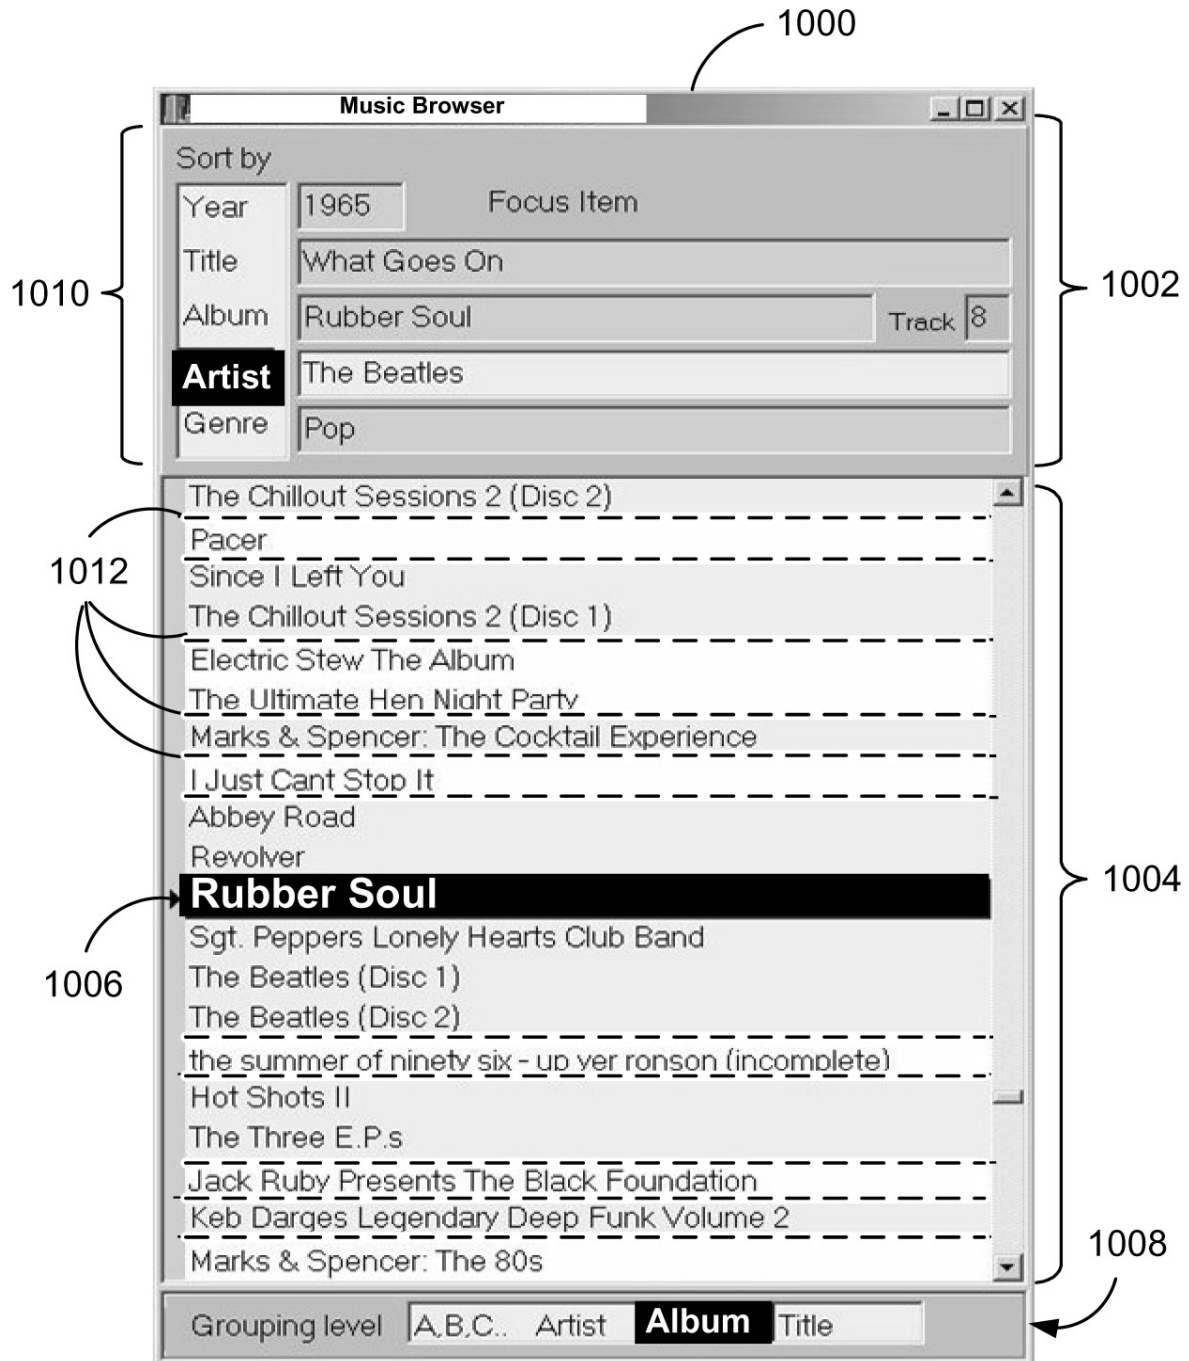 1000
Music Browser
Sort by
Year 1965 Focus Item
Title What Goes On
1010 1002
Album Rubber Soul Track 8
Artist The Beatles
Genre Pop
The Chillout Sessions 2 (Disc 2)
Pacer
1012
Since I Left You
The Chillout Sessions 2 (Disc 1)
Electric Stew The Album
The Ultimate Hen Night Party
Marks & Spencer: The Cocktail Experience
I Just Cant Stop It
Abbey Road
Revolver
1004
Rubber Soul
Sgt. Peppers Lonely Hearts Club Band
1006
The Beatles (Disc 1)
The Beatles (Disc 2)
the summer of ninety six - up yer ronson (incomplete)
Hot Shots II
The Three E.P.s
Jack Ruby Presents The Black Foundation
Keb Darges Legendary Deep Funk Volume 2
1008
Marks & Spencer: The 80s
Grouping level A,B,C.. Artist Album Title